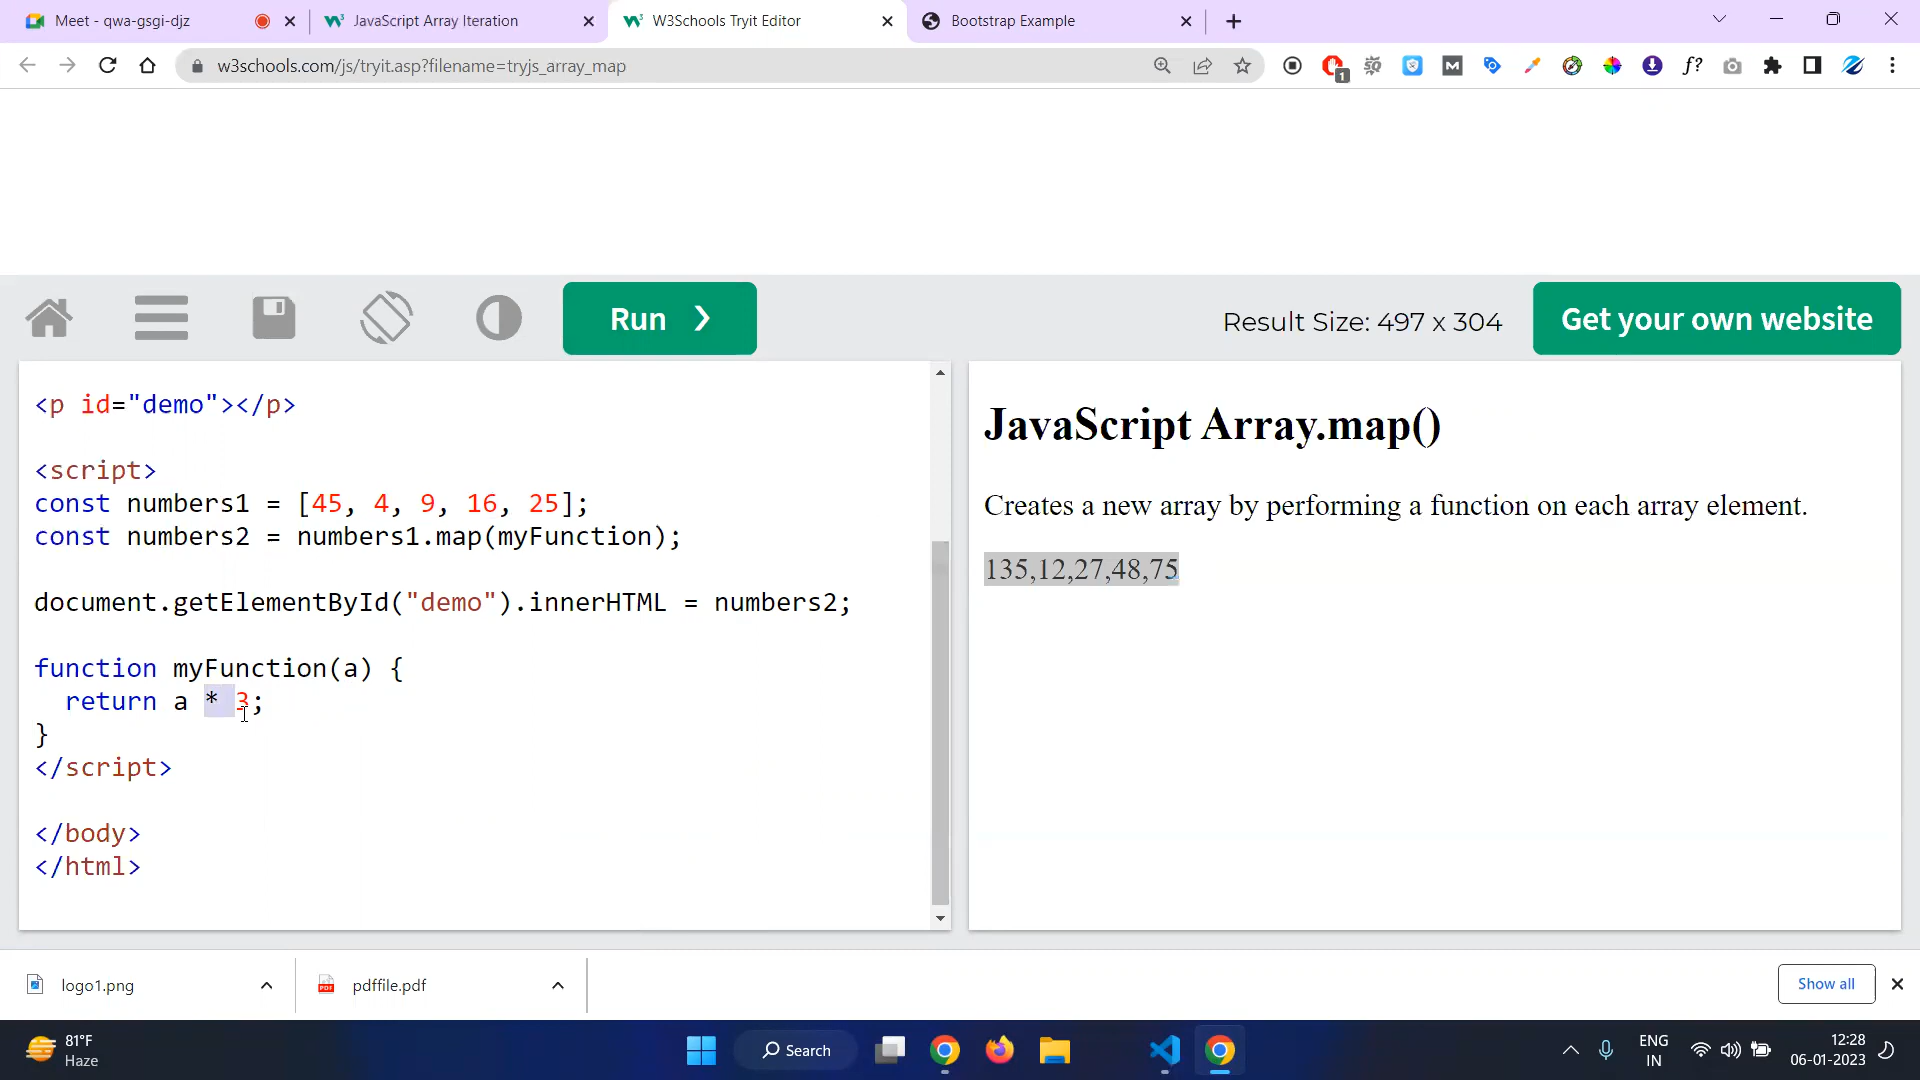 Meet - qwa-gsgi-djz
JavaScript Array Iteration
W3Schools Tryit Editor
Bootstrap Example
w3schools.com/js/tryit.asp?filename=tryjs_array_map
1
M
f?
Run ❯
Result Size: 497 x 304
Get your own website
<p id="demo"></p>
<script>
const numbers1 = [45, 4, 9, 16, 25];
const numbers2 = numbers1.map(myFunction);
document.getElementById("demo").innerHTML = numbers2;
function myFunction(a) {
return a * 3;
}
</script>
</body>
</html>
JavaScript Array.map()
Creates a new array by performing a function on each array element.
135,12,27,48,75
logo1.png
PDF
pdffile.pdf
Show all
81°F
Haze
Search
ENG
IN
12:28
06-01-2023